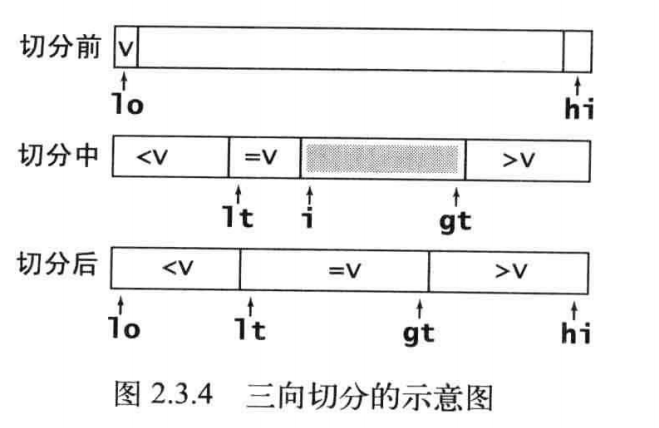 切分前 v
lo hi
切分中 <v =v >v
lt i gt
切分后 <v =v >v
lo lt gt hi
图 2.3.4 三向切分的示意图